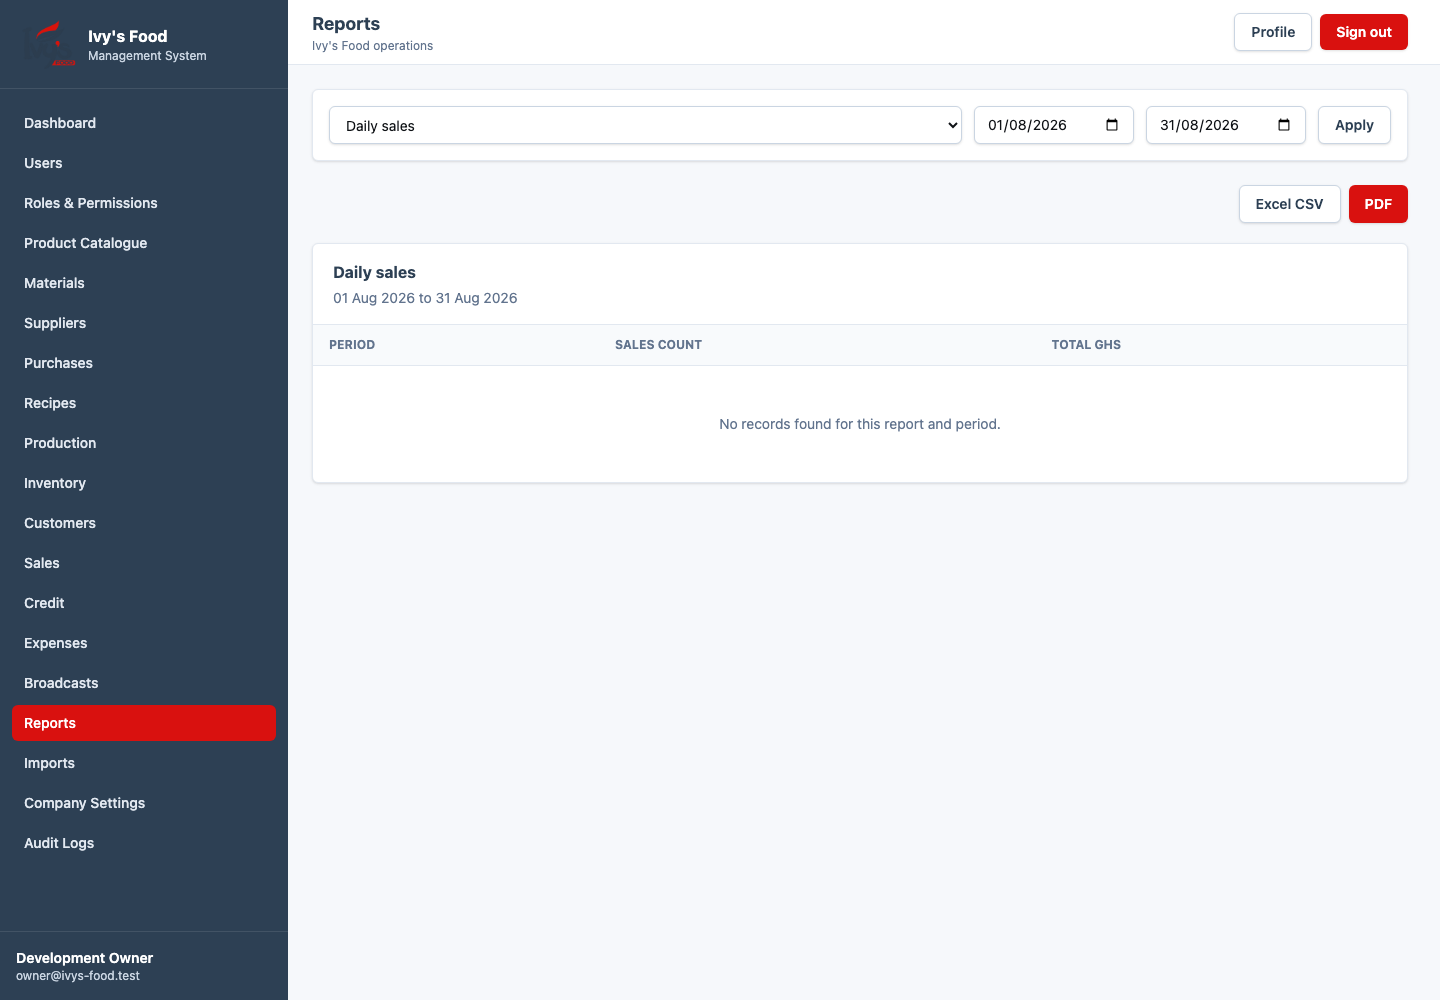 Ivy's Food
Management System
Dashboard
Users
Roles & Permissions
Product Catalogue
Materials
Suppliers
Purchases
Recipes
Production
Inventory
Customers
Sales
Credit
Expenses
Broadcasts
Reports
Imports
Company Settings
Audit Logs
Development Owner
owner@ivys-food.test
Reports
Ivy's Food operations
Profile
Sign out
Daily sales
01/08/2026
31/08/2026
Apply
Excel CSV
PDF
Daily sales
01 Aug 2026 to 31 Aug 2026
PERIOD
SALES COUNT
TOTAL GHS
No records found for this report and period.